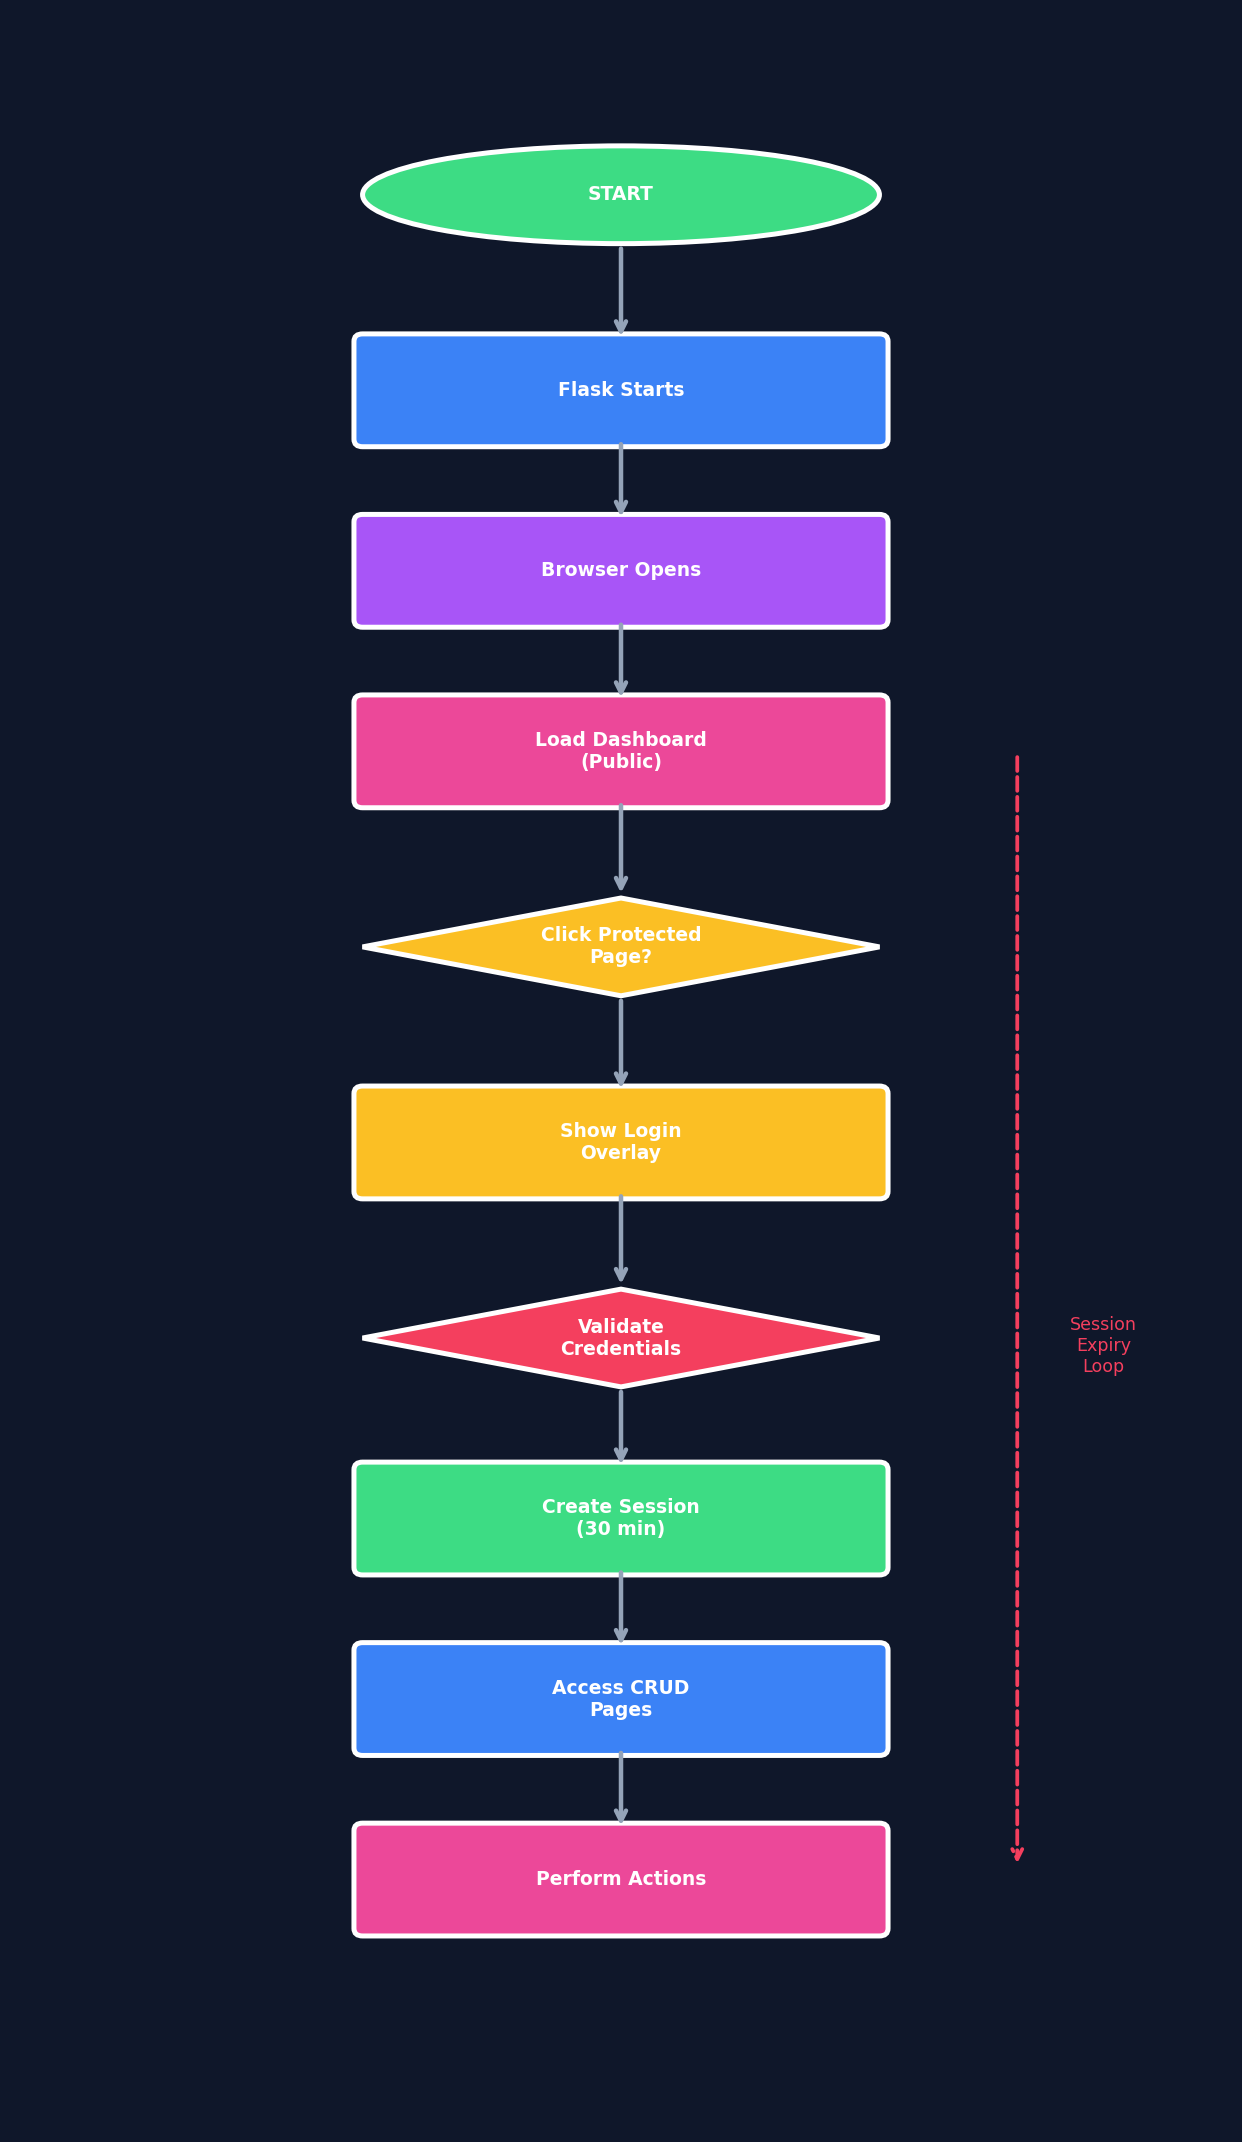 START
Flask Starts
Browser Opens
Load Dashboard
(Public)
Click Protected
Page?
Show Login
Overlay
Validate
Credentials
Session
Expiry
Loop
Create Session
(30 min)
Access CRUD
Pages
Perform Actions